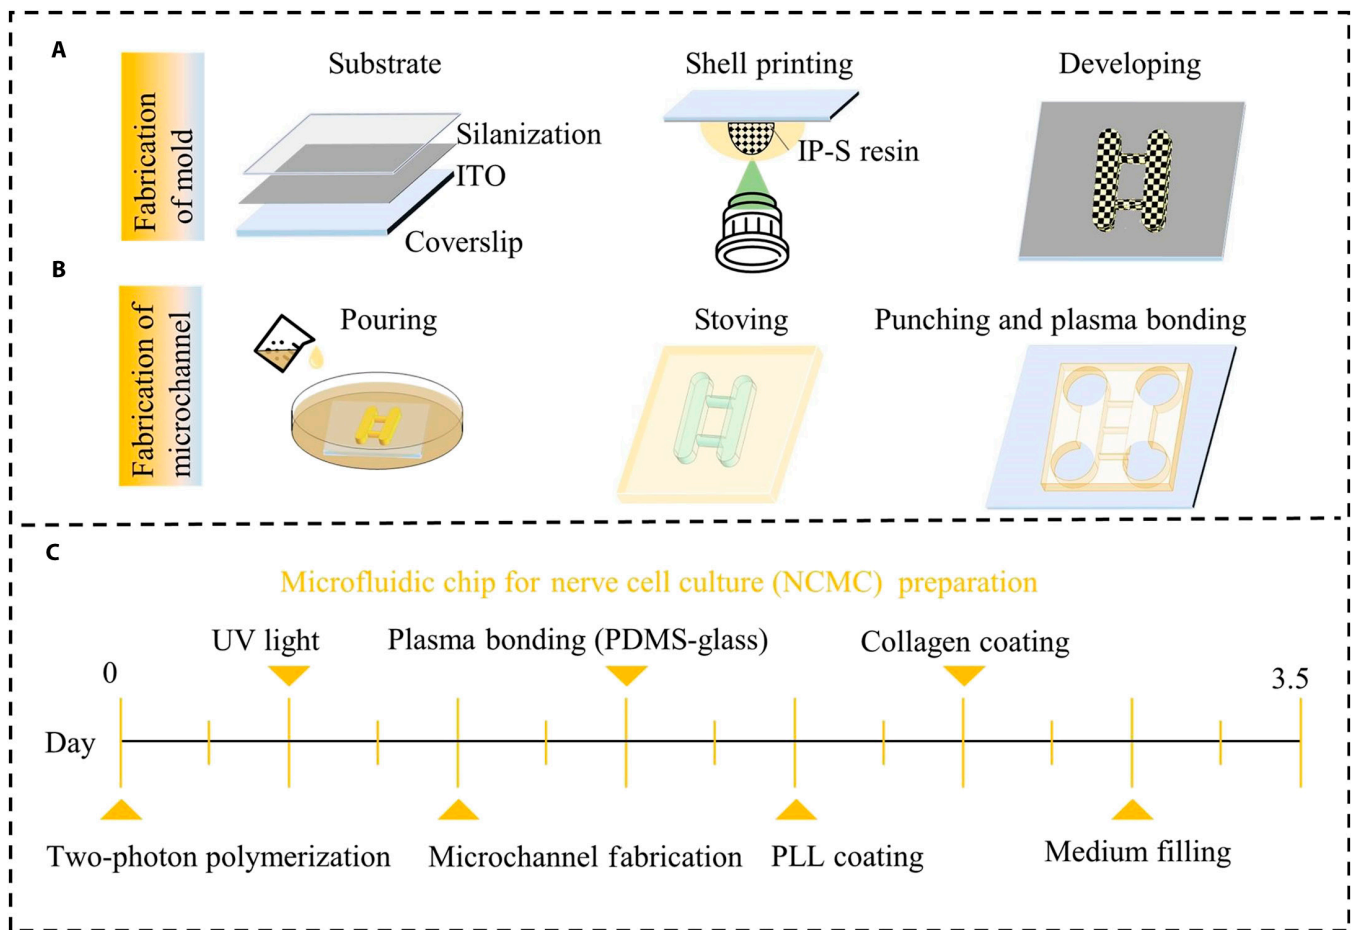 A
Fabrication
of mold
Substrate
Silanization
ITO
Coverslip
Shell printing
IP-S resin
Developing
B
Fabrication of
microchannel
Pouring
Stoving
Punching and plasma bonding
C
Microfluidic chip for nerve cell culture (NCMC) preparation
UV light
Plasma bonding (PDMS-glass)
Collagen coating
0
3.5
Day
Two-photon polymerization
Microchannel fabrication
PLL coating
Medium filling